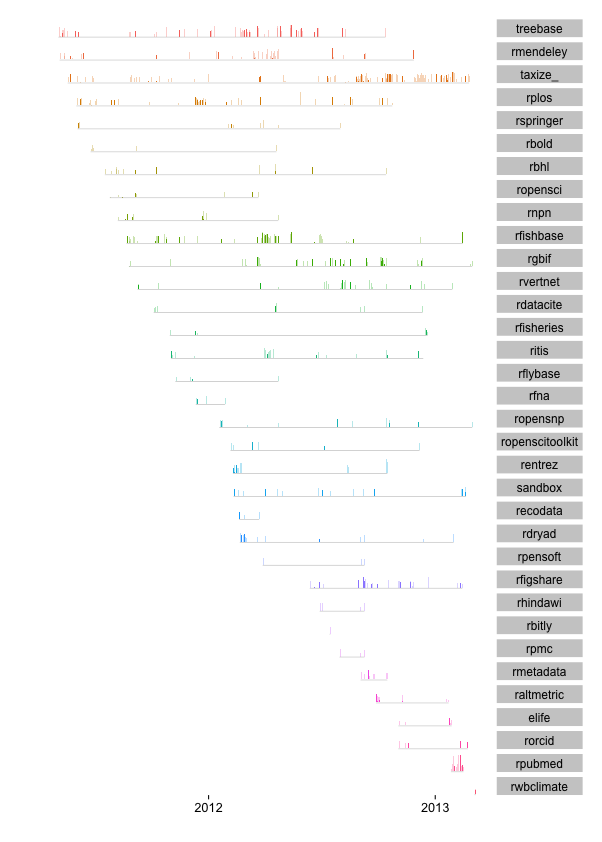 treebase
rmendeley
taxize_
rplos
rspringer
rbold
rbhl
ropensci
rnpn
rfishbase
rgbif
rvertnet
rdatacite
rfisheries
ritis
rflybase
rfna
ropensnp
ropenscitoolkit
rentrez
sandbox
recodata
rdryad
rpensoft
rfigshare
rhindawi
rbitly
rpmc
rmetadata
raltmetric
elife
rorcid
rpubmed
rwbclimate
2012 2013